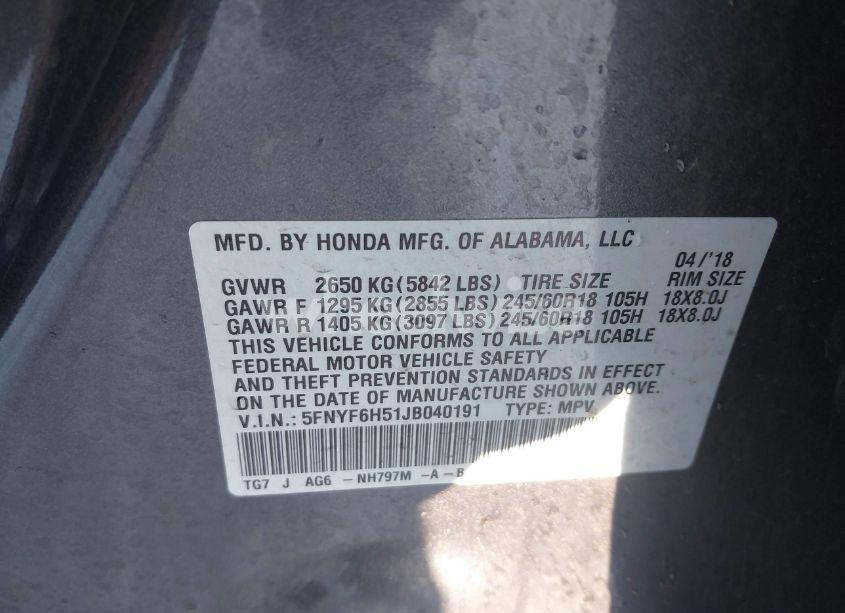 MFD. BY HONDA MFG. OF ALABAMA, LLC
04/'18
GVWR 2650 KG(5842 LBS) TIRE SIZE RIM SIZE
GAWR F 1295 KG(2855 LBS) 245/60R18 105H 18X8.0J
GAWR R 1405 KG(3097 LBS) 245/60R18 105H 18X8.0J
THIS VEHICLE CONFORMS TO ALL APPLICABLE
FEDERAL MOTOR VEHICLE SAFETY
AND THEFT PREVENTION STANDARDS IN EFFECT
ON THE DATE OF MANUFACTURE SHOWN ABOVE.
V.I.N.: 5FNYF6H51JB040191 TYPE: MPV
TG7 J AG6 -NH797M -A-B